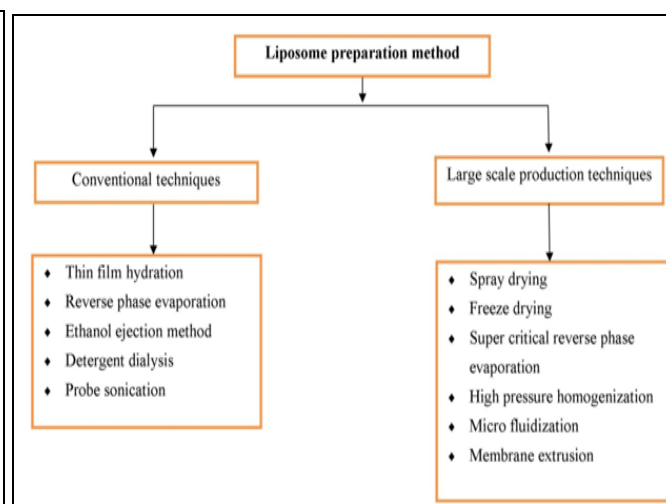 Liposome preparation method
Conventional techniques
Large scale production techniques
♦ Thin film hydration
♦ Reverse phase evaporation
♦ Ethanol ejection method
♦ Detergent dialysis
♦ Probe sonication
♦ Spray drying
♦ Freeze drying
♦ Super critical reverse phase
evaporation
♦ High pressure homogenization
♦ Micro fluidization
♦ Membrane extrusion